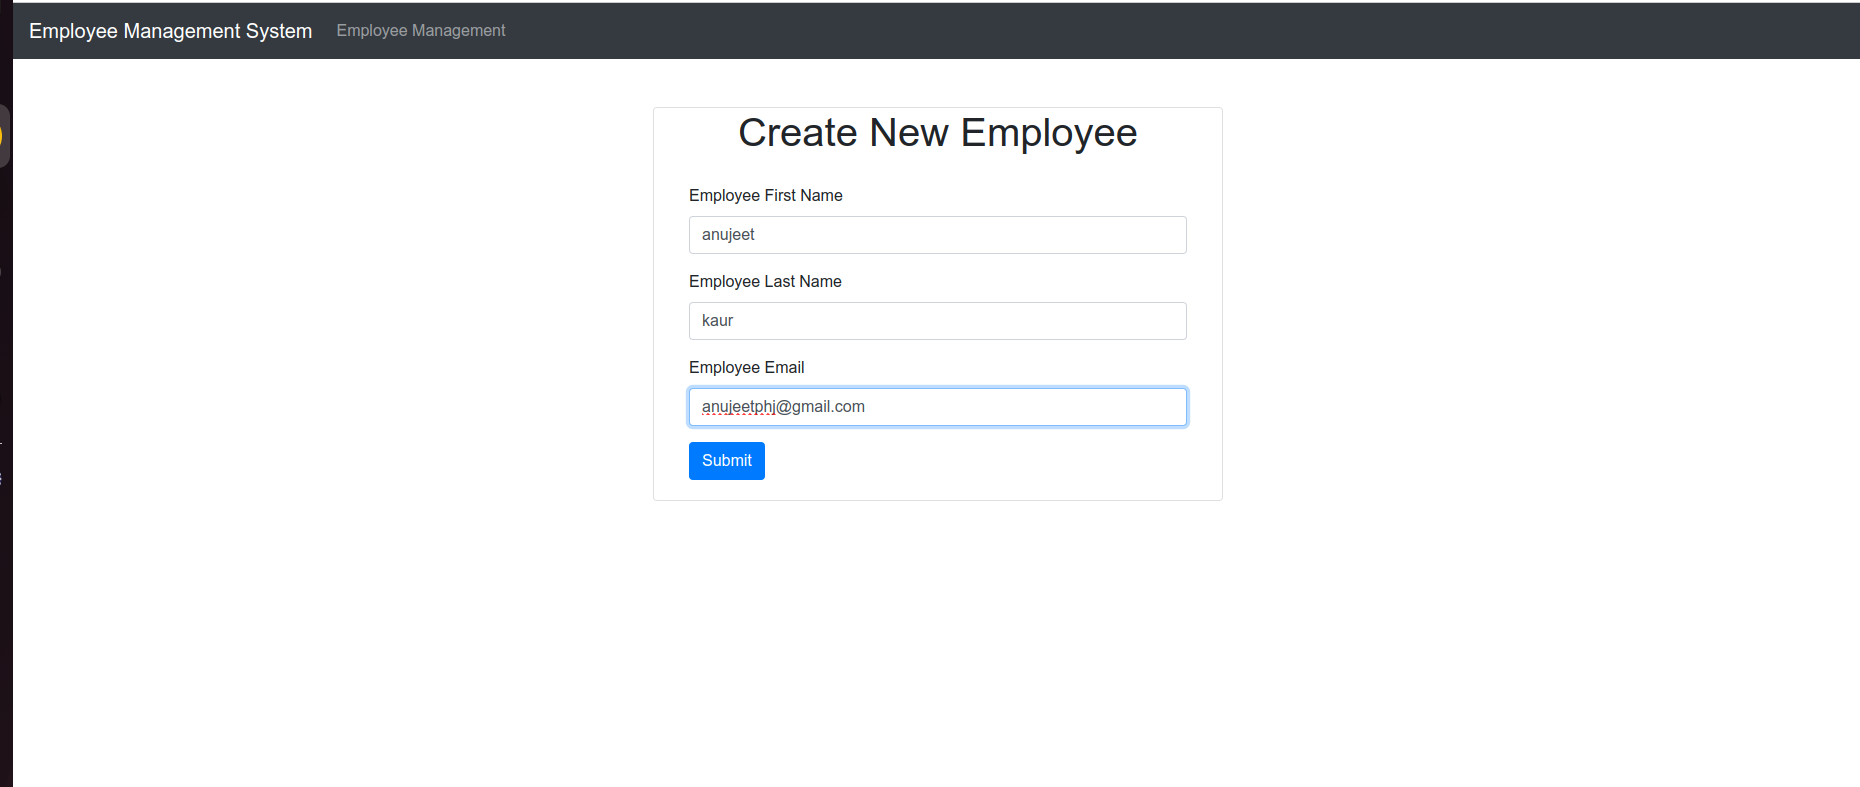 Employee Management System Employee Management
Create New Employee
Employee First Name
anujeet
Employee Last Name
kaur
Employee Email
anujeetphj@gmail.com
Submit